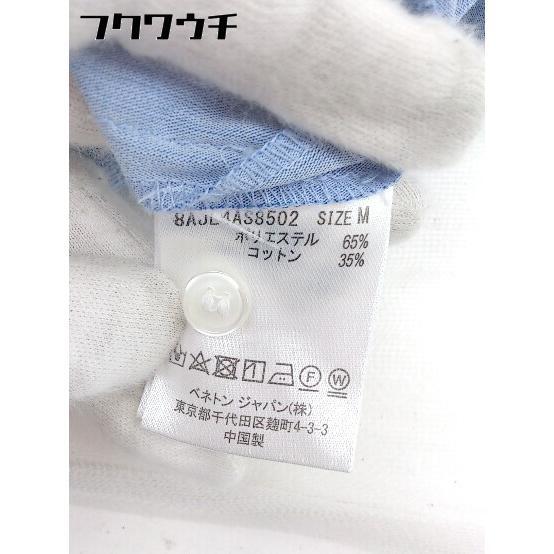 フクワウチ
8AJE4AS8502 SIZE M
ポリエステル 65%
コットン 35%
F W
ベネトン ジャパン(株)
東京都千代田区麹町4-3-3
中国製